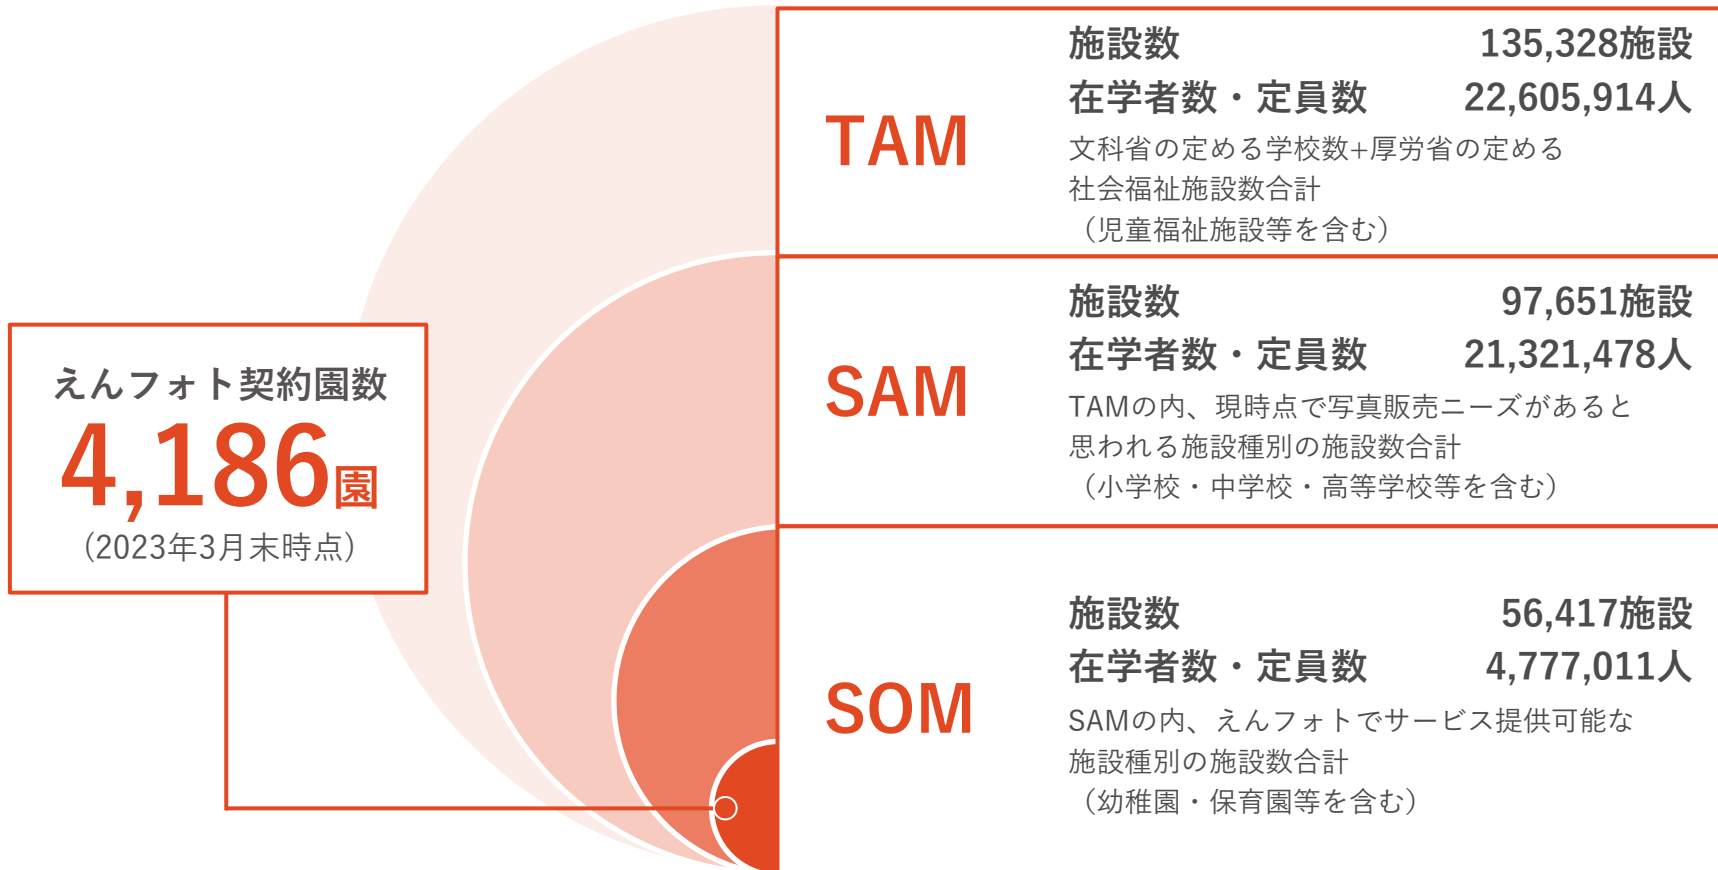 えんフォト契約園数
4,186園
（2023年3月末時点）
TAM
施設数 135,328施設
在学者数・定員数 22,605,914人
文科省の定める学校数+厚労省の定める
社会福祉施設数合計
（児童福祉施設等を含む）
SAM
施設数 97,651施設
在学者数・定員数 21,321,478人
TAMの内、現時点で写真販売ニーズがあると
思われる施設種別の施設数合計
（小学校・中学校・高等学校等を含む）
SOM
施設数 56,417施設
在学者数・定員数 4,777,011人
SAMの内、えんフォトでサービス提供可能な
施設種別の施設数合計
（幼稚園・保育園等を含む）